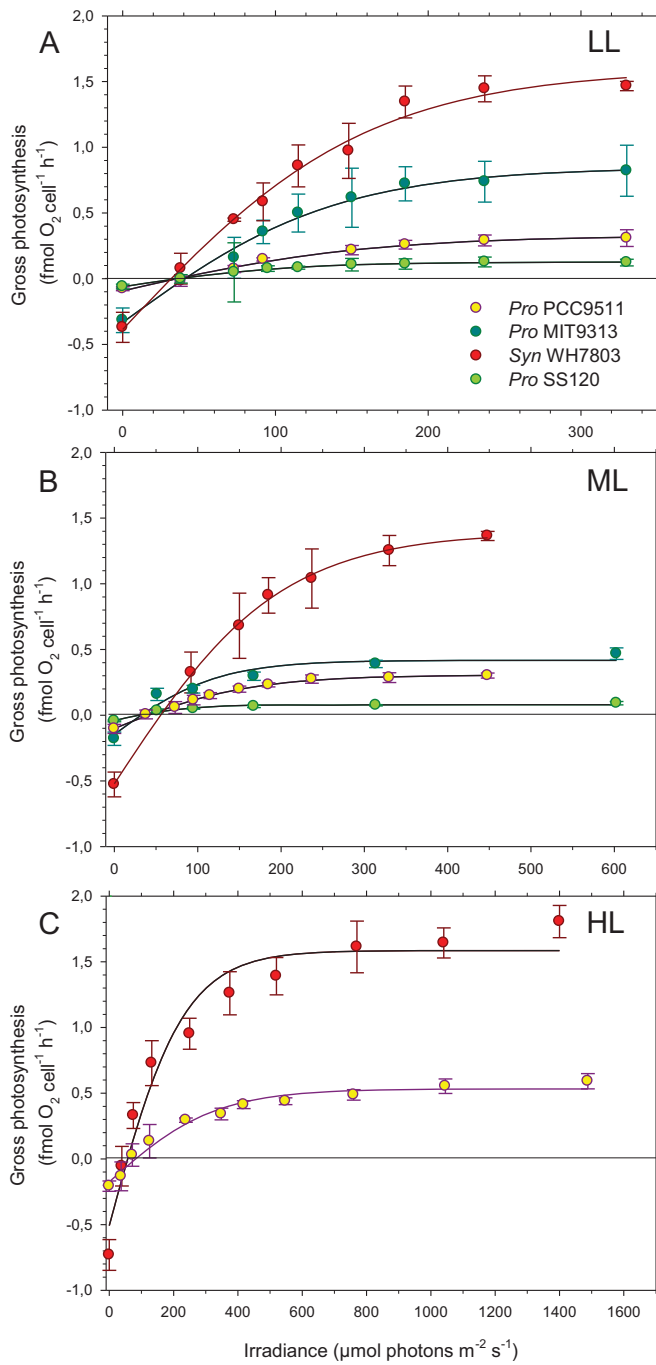 A
LL
2,0
1,5
1,0
0,5
0,0
-0,5
-1,0
Gross photosynthesis
(fmol O₂ cell⁻¹ h⁻¹)
Pro PCC9511
Pro MIT9313
Syn WH7803
Pro SS120
0 100 200 300
B
ML
2,0
1,5
1,0
0,5
0,0
-0,5
-1,0
Gross photosynthesis
(fmol O₂ cell⁻¹ h⁻¹)
0 100 200 300 400 500 600
C
HL
2,0
1,5
1,0
0,5
0,0
-0,5
-1,0
Gross photosynthesis
(fmol O₂ cell⁻¹ h⁻¹)
0 200 400 600 800 1000 1200 1400 1600
Irradiance (µmol photons m⁻² s⁻¹)